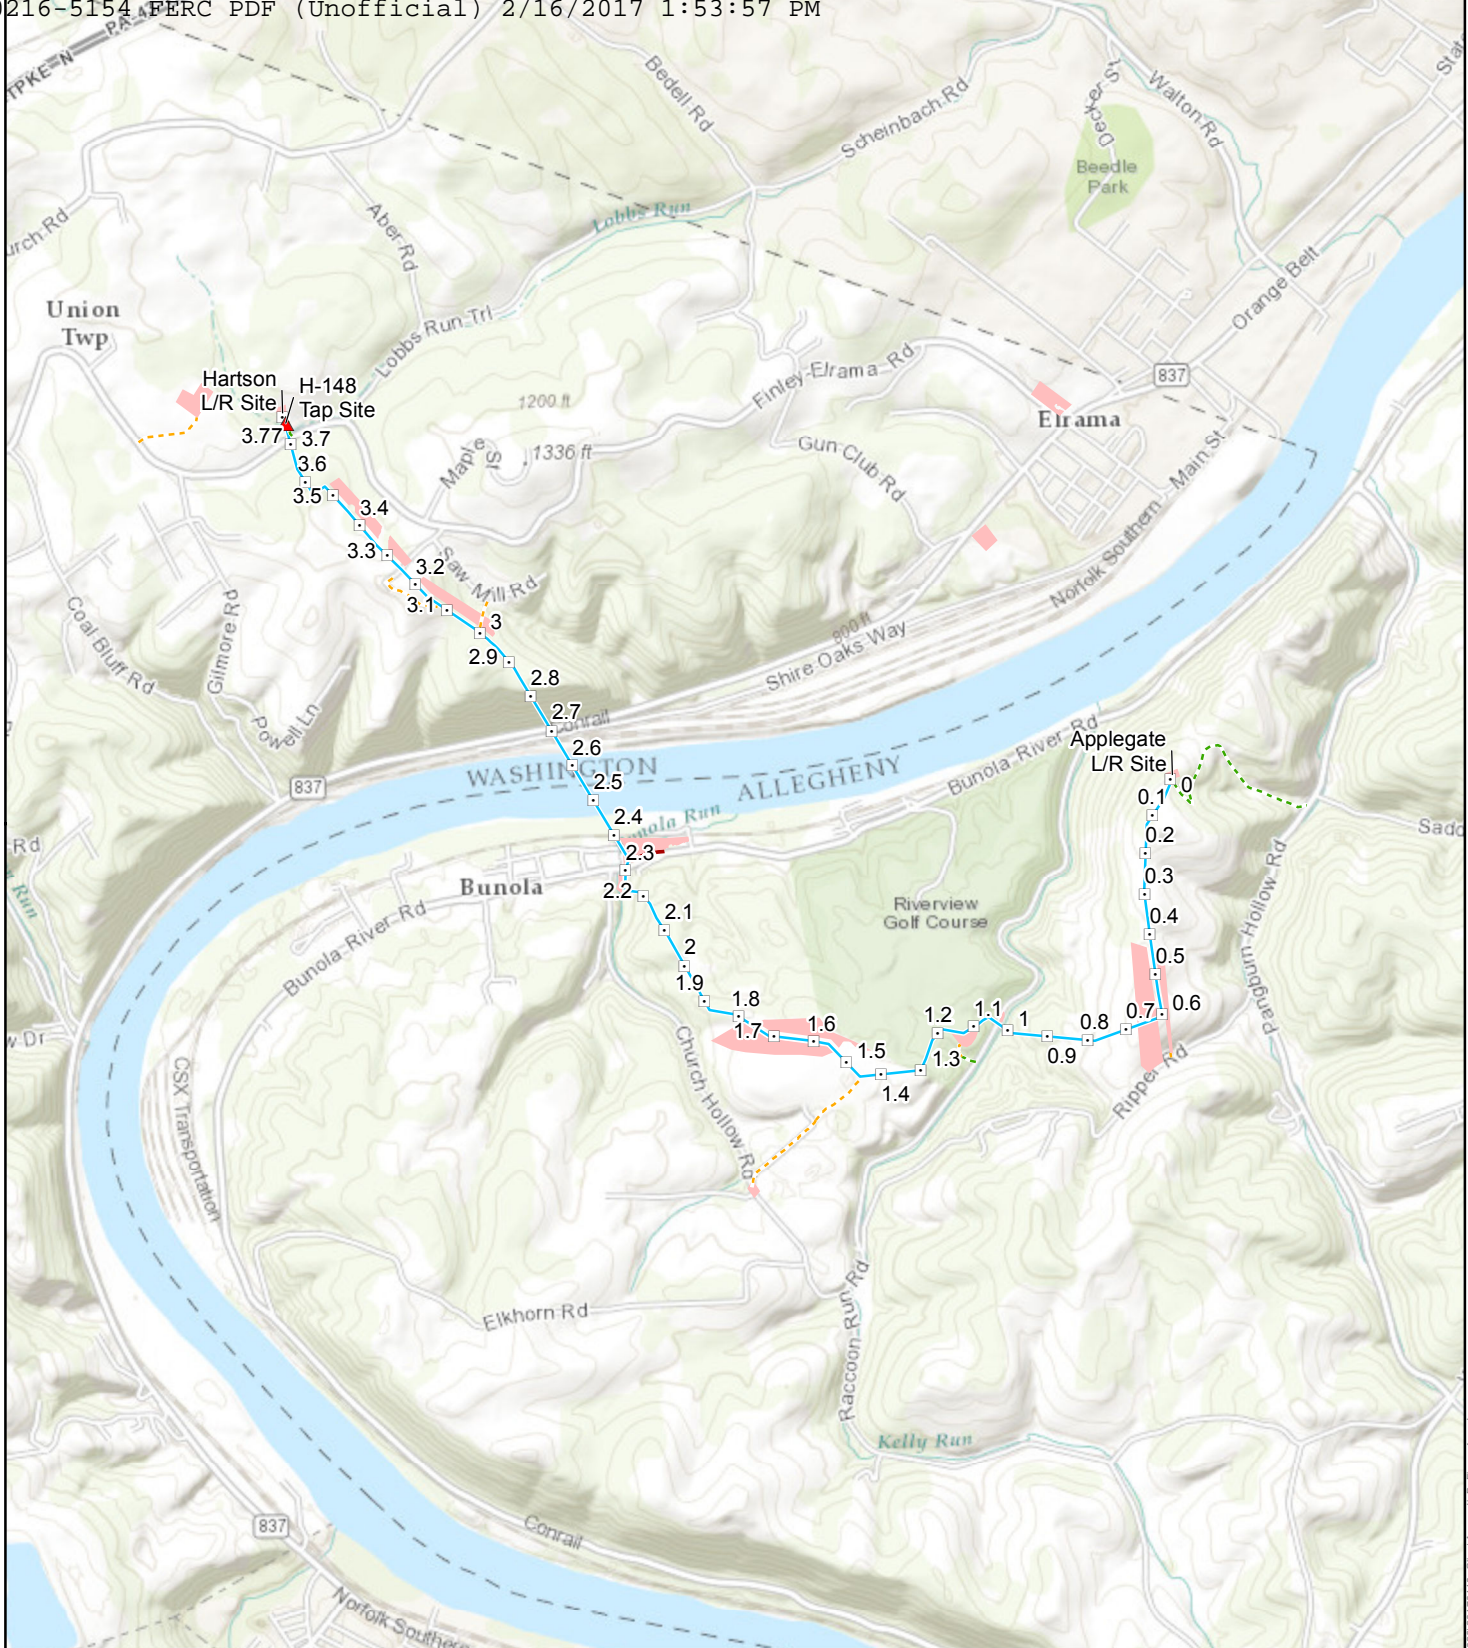 0216-5154 FERC PDF (Unofficial) 2/16/2017 1:53:57 PM
TPKE N
PA-43
Bedell Rd
Scheinbach Rd
Decker St
Walton Rd
Beedle
Park
Lobbs Run
Aber Rd
Orange Belt
Union
Twp
Lobbs Run Trl
837
Finley-Elrama Rd
Hartson
L/R Site
H-148
Tap Site
1200 ft
Elrama
Maple St
1336 ft
Gun Club Rd
Main St
3.77
3.7
3.6
3.5
3.4
3.3
3.2
3.1
3
2.9
2.8
2.7
2.6
2.5
2.4
2.3
2.2
2.1
2
1.9
1.8
1.7
1.6
1.5
1.4
1.3
1.2
1.1
1
0.9
0.8
0.7
0.6
0.5
0.4
0.3
0.2
0.1
0
Saw Mill Rd
Norfolk Southern
Coal Bluff Rd
Gilmore Rd
Powell Ln
800 ft
Shire Oaks Way
Conrail
WASHINGTON
ALLEGHENY
837
Bunola River Rd
Applegate
L/R Site
Bunola
Riverview
Golf Course
Pangburn Hollow Rd
Bunola River Rd
Church Hollow Rd
Ripper Rd
CSX Transportation
Elkhorn Rd
Raccoon Run Rd
Kelly Run
837
Conrail
Norfolk Southern